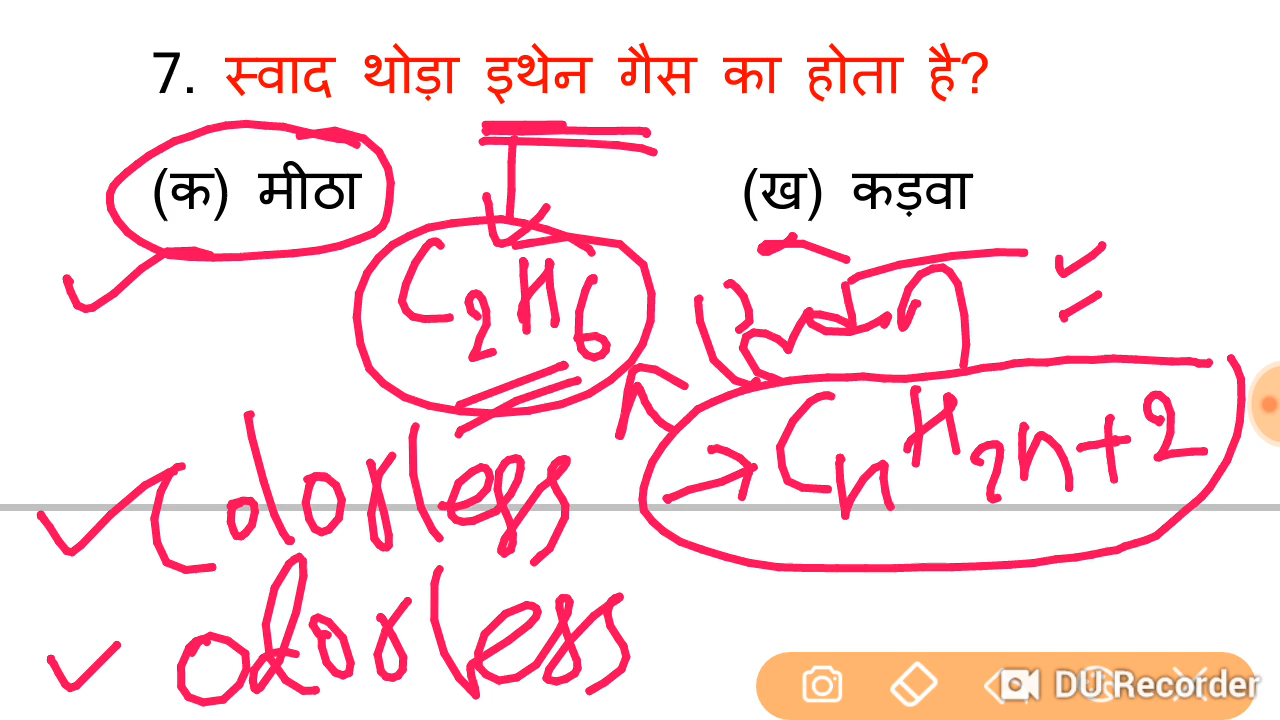 7. स्वाद थोड़ा इथेन गैस का होता है?
(क) मीठा (ख) कड़वा
C2H6
CnH2n+2
Colorless
Odorless
DU Recorder